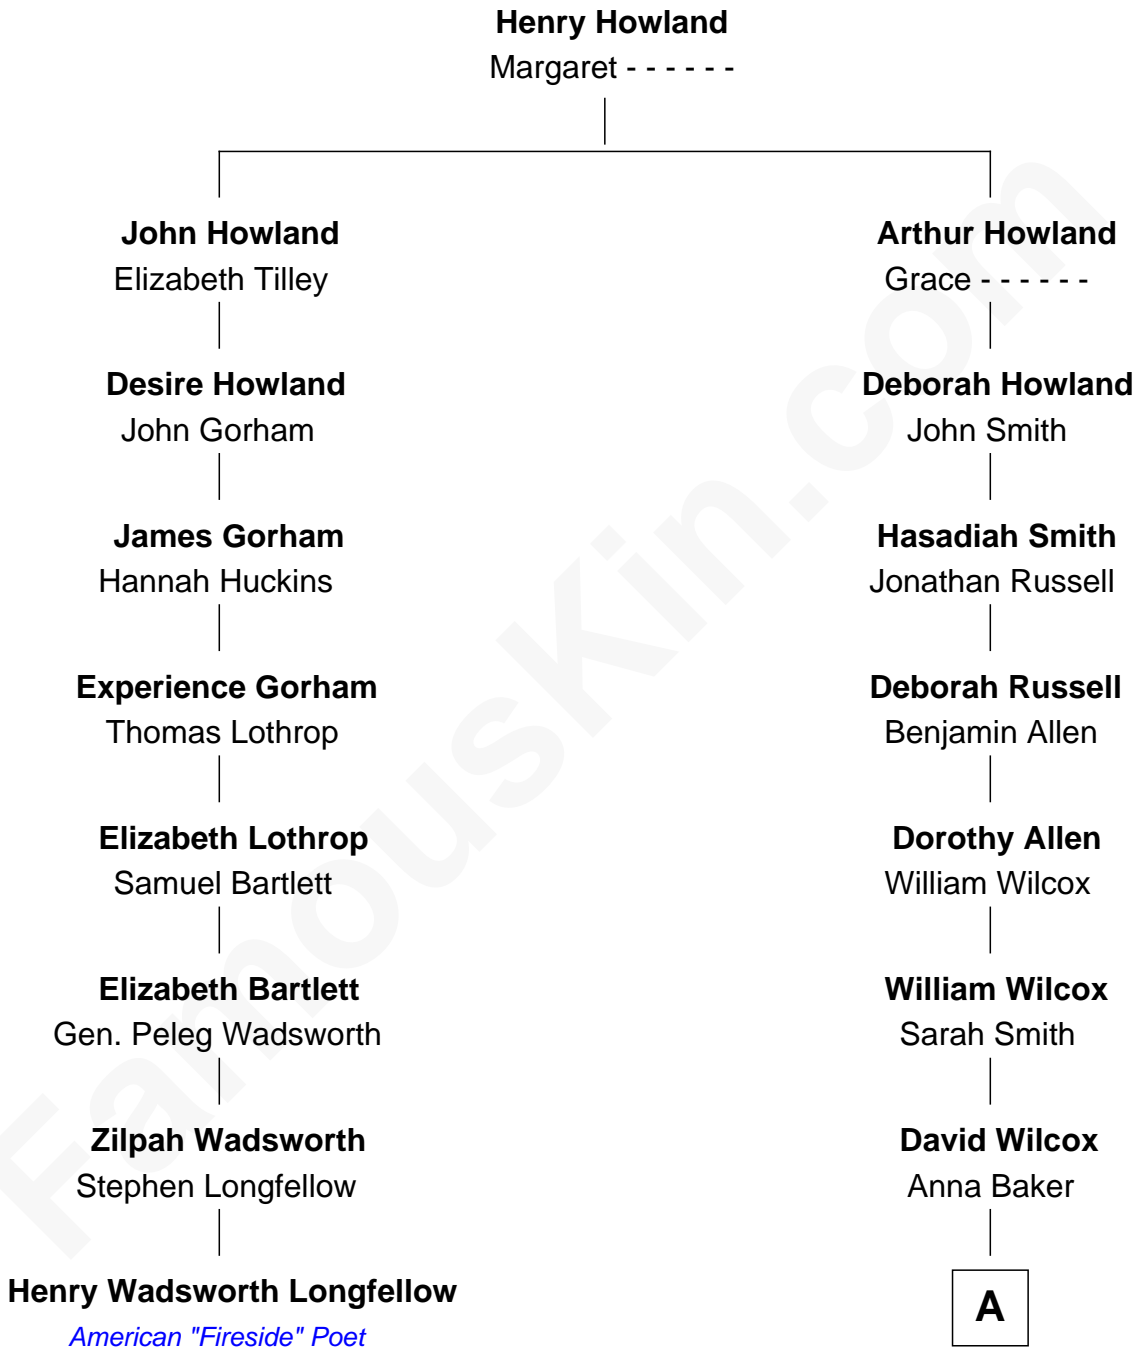 Henry Howland
Margaret - - - - - -
John Howland
Elizabeth Tilley
Arthur Howland
Grace - - - - - -
Desire Howland
John Gorham
Deborah Howland
John Smith
James Gorham
Hannah Huckins
Hasadiah Smith
Jonathan Russell
Experience Gorham
Thomas Lothrop
Deborah Russell
Benjamin Allen
Elizabeth Lothrop
Samuel Bartlett
Dorothy Allen
William Wilcox
Elizabeth Bartlett
Gen. Peleg Wadsworth
William Wilcox
Sarah Smith
Zilpah Wadsworth
Stephen Longfellow
David Wilcox
Anna Baker
Henry Wadsworth Longfellow
American "Fireside" Poet
A
FamousKin.com